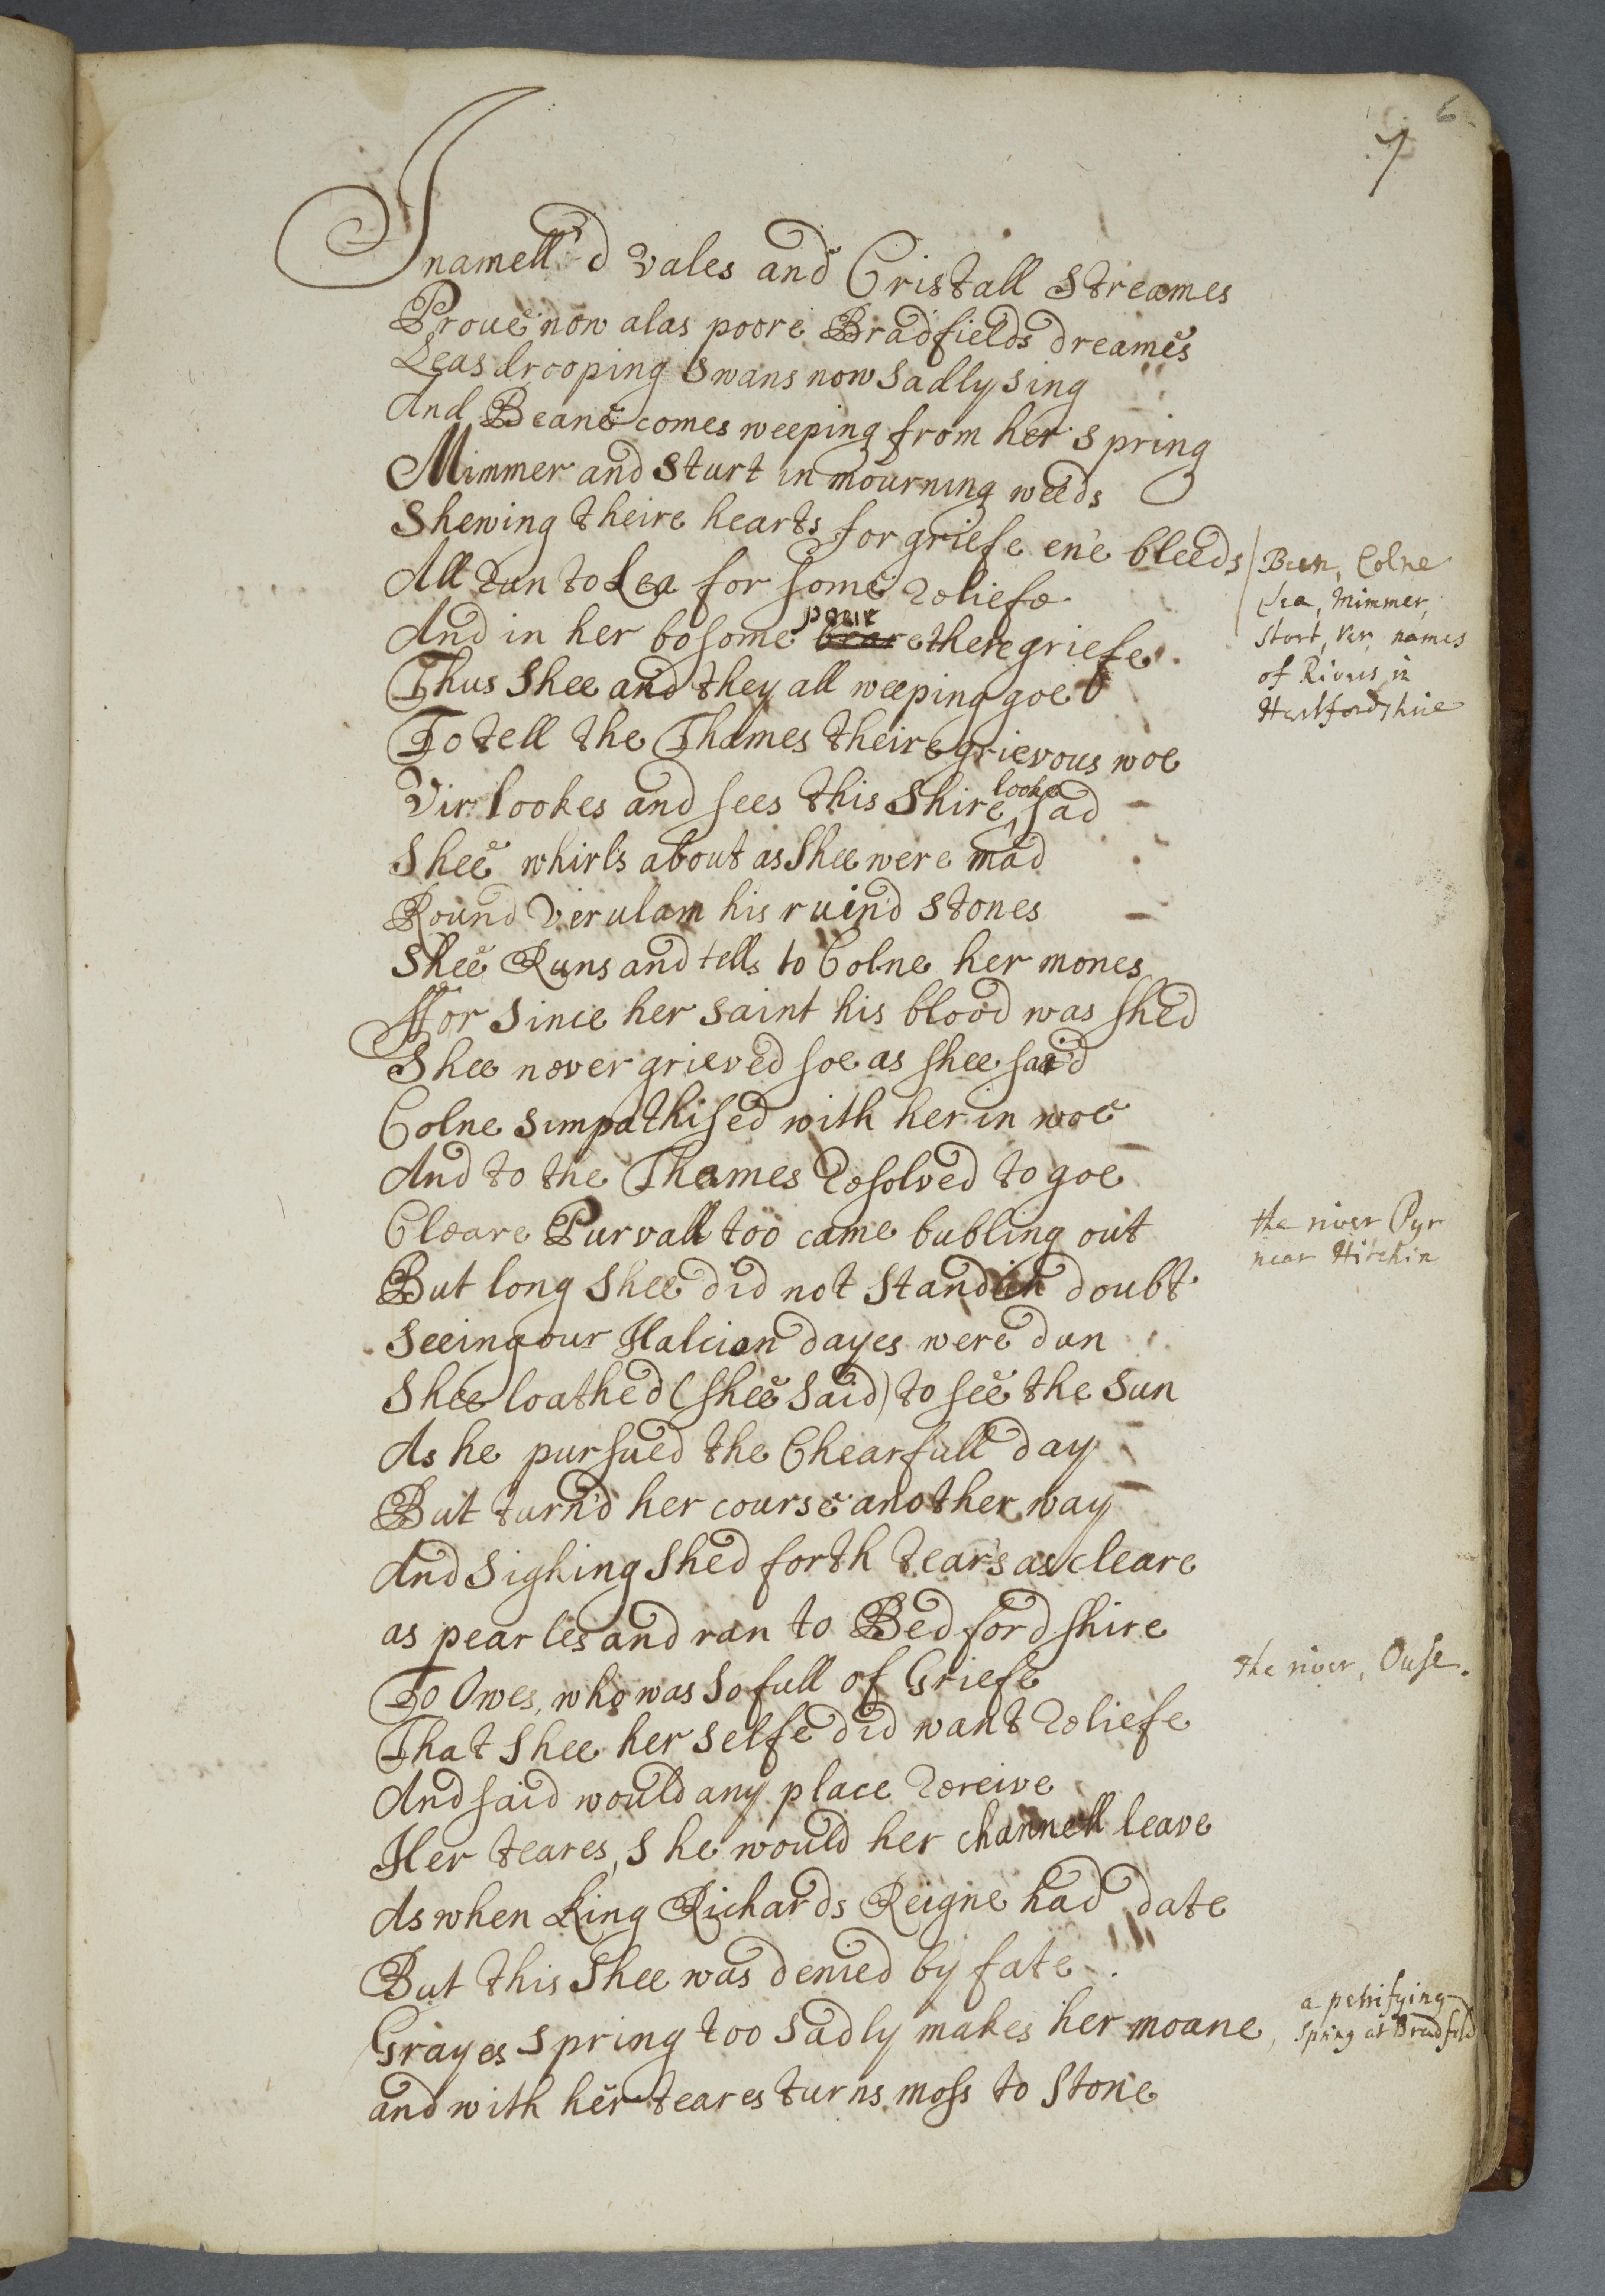 6
7
Inamell'd vales and Cristall Streames
Proue now alas poore Bradfields dreames
Leas drooping Swans now Sadly Sing
And Beane comes weeping from her Spring
Mimmer and Sturt in mourning weeds
Shewing theire hearts for griefe en'e bleeds
All Run to Lea for some Reliefe
And in her bosome poure there griefe
Thus Shee and they all weeping goe
To tell the Thames theire grievous woe
Vir lookes and sees this Shire looke sad
Shee whirls about as Shee were mad
Round Verulam his ruin'd Stones
Shee Runs and tells to Colne her mones
Ffor Since her Saint his blood was shed
Shee never grieved soe as shee said
Colne Simpathised with her in woe
And to the Thames Resolved to goe
Cleare Purvall too came bubling out
But long Shee did not Stand in doubt
Seeing our Halcian dayes were dun
Shee loathed (shee Said) to see the Sun
As he pursued the Chearfull day
But turn'd her course another way
And Sighing Shed forth tears as cleare
as pearles and ran to Bedfordshire
To Owes, who was So full of Griefe
That Shee her Selfe did want Reliefe
And said would any place Receive
Her teares, She would her channell leave
As when King Richards Reigne had date
But this Shee was denied by fate
Grayes Spring too Sadly makes her moane
and with her teares turns moss to Stone
Bean, Colne
Lea, Mimmer,
Stort, Ver, names
of Rivers in
Hertfordshire
the river Pyr
near Hitchin
the river, Ouse.
a petrifying
Spring at Bradfeld